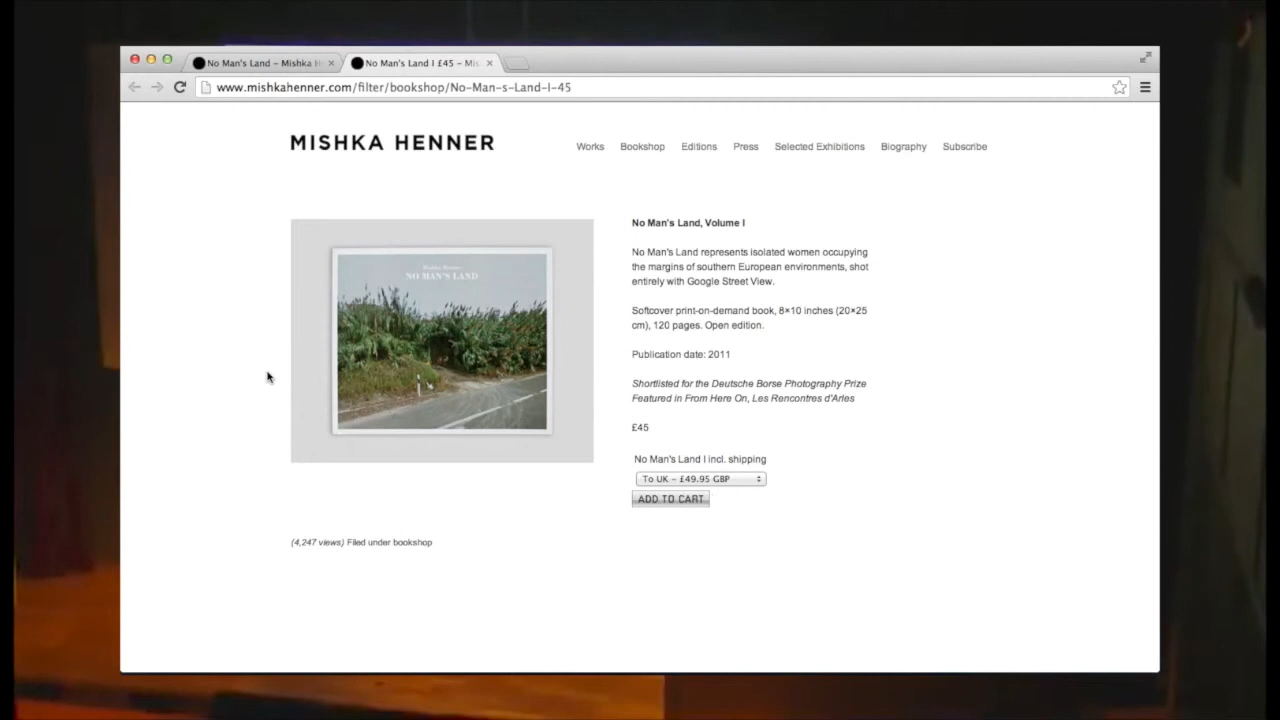 No Man's Land – Mishka H
No Man's Land I £45 – Mis
www.mishkahenner.com/filter/bookshop/No-Man-s-Land-I-45
MISHKA HENNER
Works Bookshop Editions Press Selected Exhibitions Biography Subscribe
Mishka Henner
NO MAN'S LAND
No Man's Land, Volume I
No Man's Land represents isolated women occupying
the margins of southern European environments, shot
entirely with Google Street View.
Softcover print-on-demand book, 8×10 inches (20×25
cm), 120 pages. Open edition.
Publication date: 2011
Shortlisted for the Deutsche Borse Photography Prize
Featured in From Here On, Les Rencontres d'Arles
£45
No Man's Land I incl. shipping
To UK – £49.95 GBP
ADD TO CART
(4,247 views) Filed under bookshop